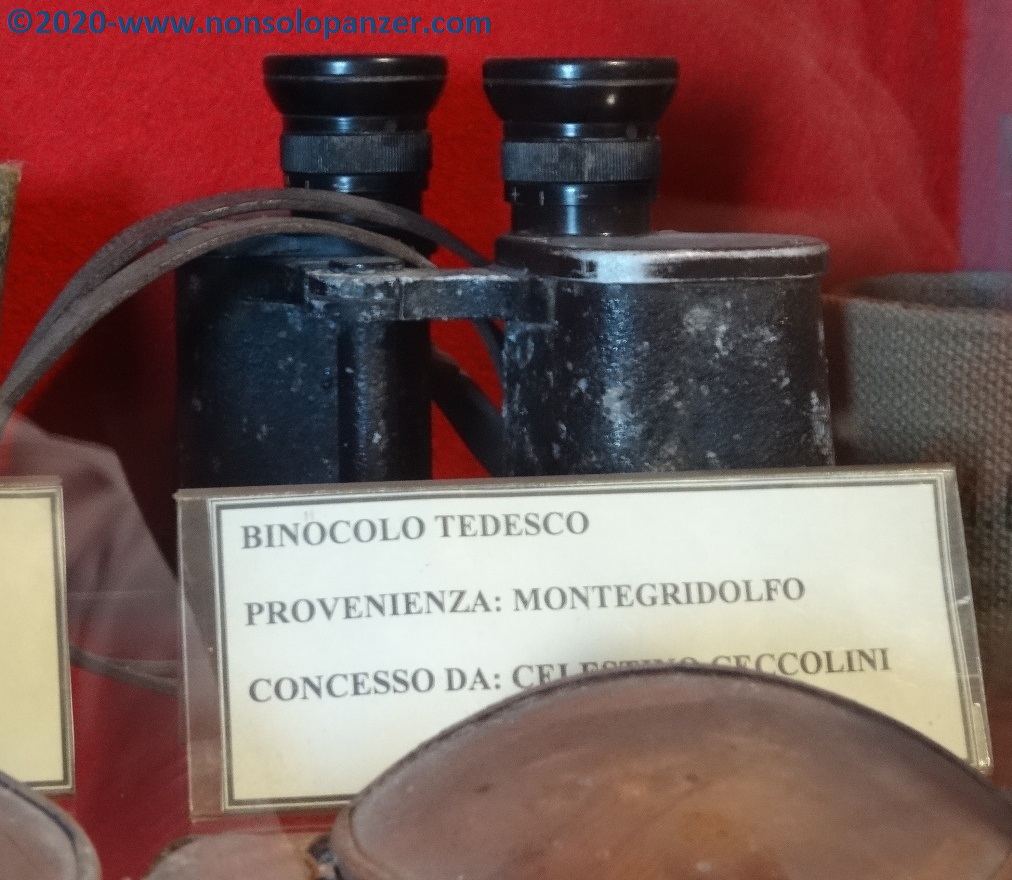 ©2020-www.nonsolopanzer.com
BINOCOLO TEDESCO
PROVENIENZA: MONTEGRIDOLFO
CONCESSO DA: CELESTINO CECCOLINI